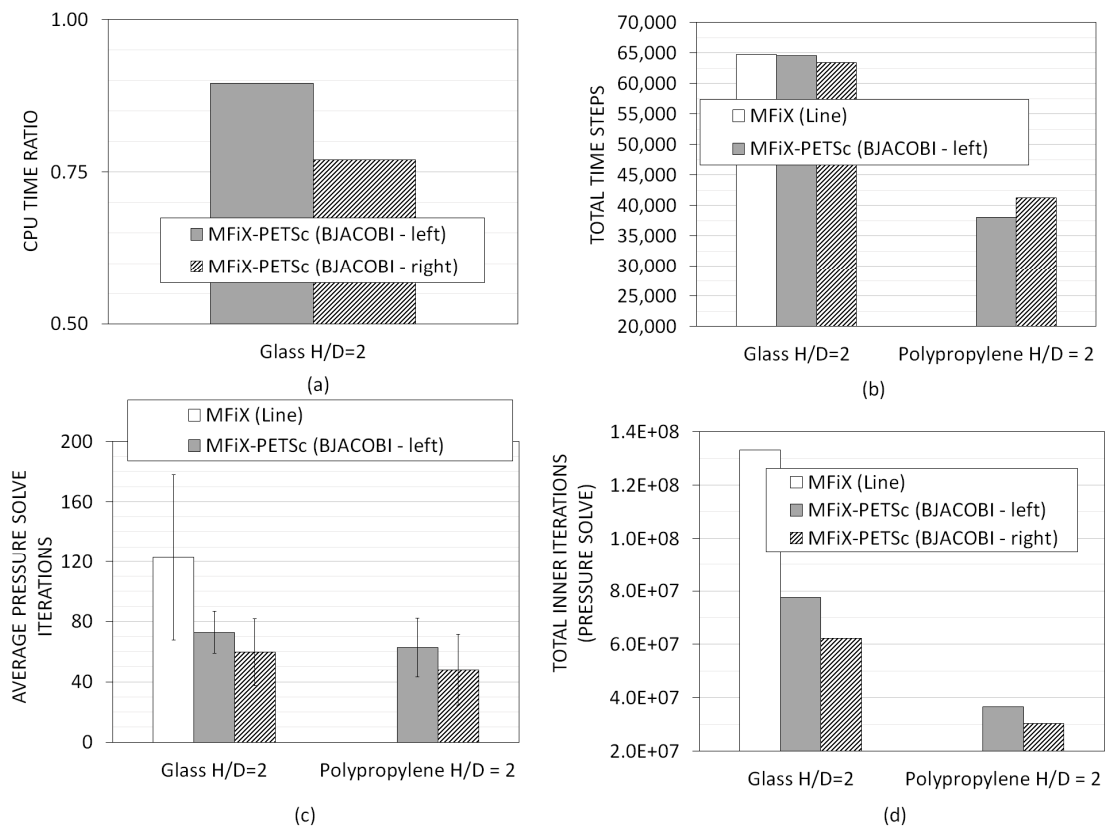 1.00
0.75
0.50
CPU TIME RATIO
MFiX-PETSc (BJACOBI - left)
MFiX-PETSc (BJACOBI - right)
Glass H/D=2
(a)
70,000
65,000
60,000
55,000
50,000
45,000
40,000
35,000
30,000
25,000
20,000
TOTAL TIME STEPS
MFiX (Line)
MFiX-PETSc (BJACOBI - left)
Glass H/D=2
Polypropylene H/D = 2
(b)
MFiX (Line)
MFiX-PETSc (BJACOBI - left)
200
160
120
80
40
0
AVERAGE PRESSURE SOLVE
ITERATIONS
Glass H/D=2
Polypropylene H/D = 2
(c)
1.4E+08
1.2E+08
1.0E+08
8.0E+07
6.0E+07
4.0E+07
2.0E+07
TOTAL INNER ITERATIONS
(PRESSURE SOLVE)
MFiX (Line)
MFiX-PETSc (BJACOBI - left)
MFiX-PETSc (BJACOBI - right)
Glass H/D=2
Polypropylene H/D = 2
(d)